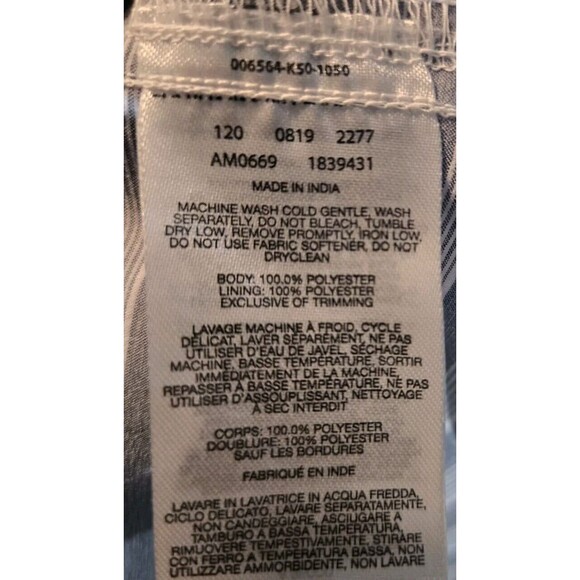 006564-K50-1050
120 0819 2277
AM0669 1839431
MADE IN INDIA
MACHINE WASH COLD GENTLE, WASH
SEPARATELY, DO NOT BLEACH, TUMBLE
DRY LOW, REMOVE PROMPTLY, IRON LOW,
DO NOT USE FABRIC SOFTENER, DO NOT
DRYCLEAN
BODY: 100.0% POLYESTER
LINING: 100% POLYESTER
EXCLUSIVE OF TRIMMING
LAVAGE MACHINE À FROID, CYCLE
DÉLICAT, LAVER SÉPARÉMENT, NE PAS
UTILISER D'EAU DE JAVEL, SÉCHAGE
MACHINE, BASSE TEMPÉRATURE, SORTIR
IMMÉDIATEMENT DE LA MACHINE,
REPASSER À BASSE TEMPÉRATURE, NE PAS
UTILISER D'ASSOUPLISSANT, NETTOYAGE
À SEC INTERDIT
CORPS: 100.0% POLYESTER
DOUBLURE: 100% POLYESTER
SAUF LES BORDURES
FABRIQUÉ EN INDE
LAVARE IN LAVATRICE IN ACQUA FREDDA,
CICLO DELICATO, LAVARE SEPARATAMENTE,
NON CANDEGGIARE, ASCIUGARE A
TAMBURO A BASSA TEMPERATURA,
RIMUOVERE TEMPESTIVAMENTE, STIRARE
CON FERRO A TEMPERATURA BASSA, NON
UTILIZZARE AMMORBIDENTE, NON LAVARE